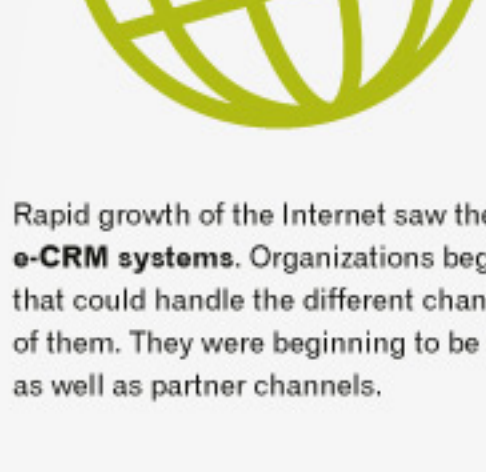 Rapid growth of the Internet saw the
e-CRM systems. Organizations beg
that could handle the different chan
of them. They were beginning to be
as well as partner channels.